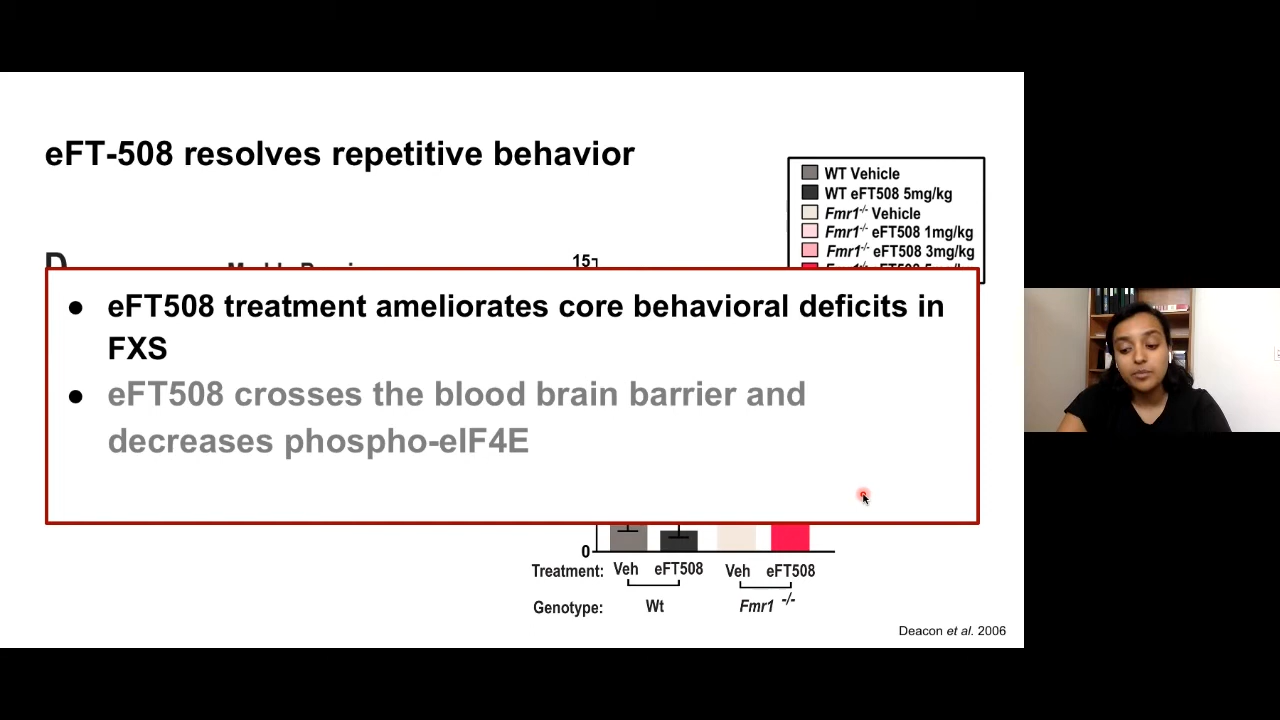 eFT-508 resolves repetitive behavior
WT Vehicle
WT eFT508 5mg/kg
Fmr1-/- Vehicle
Fmr1-/- eFT508 1mg/kg
Fmr1-/- eFT508 3mg/kg
D
15
● eFT508 treatment ameliorates core behavioral deficits in
FXS
● eFT508 crosses the blood brain barrier and
decreases phospho-eIF4E
0
Treatment: Veh eFT508 Veh eFT508
Genotype: Wt Fmr1 -/-
Deacon et al. 2006